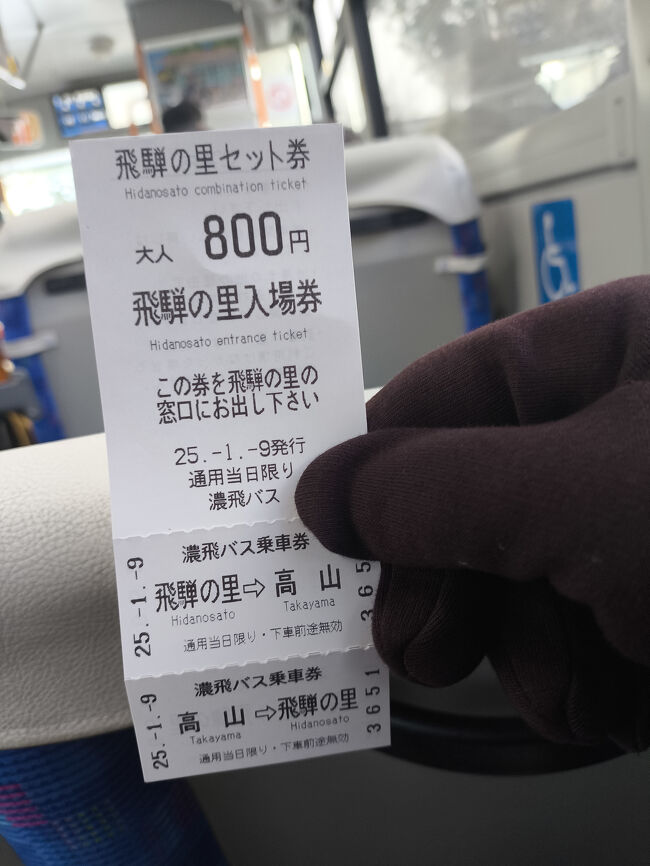 飛騨の里セット券
Hidanosato combination ticket
大人 800円
飛騨の里入場券
Hidanosato entrance ticket
この券を飛騨の里の
窓口にお出し下さい
25.-1.-9発行
通用当日限り
濃飛バス
濃飛バス乗車券
25.-1.-9
飛騨の里⇨高 山
Hidanosato Takayama
通用当日限り・下車前途無効
365
濃飛バス乗車券
25.-1.-9
高 山⇨飛騨の里
Takayama Hidanosato
通用当日限り・下車前途無効
3651